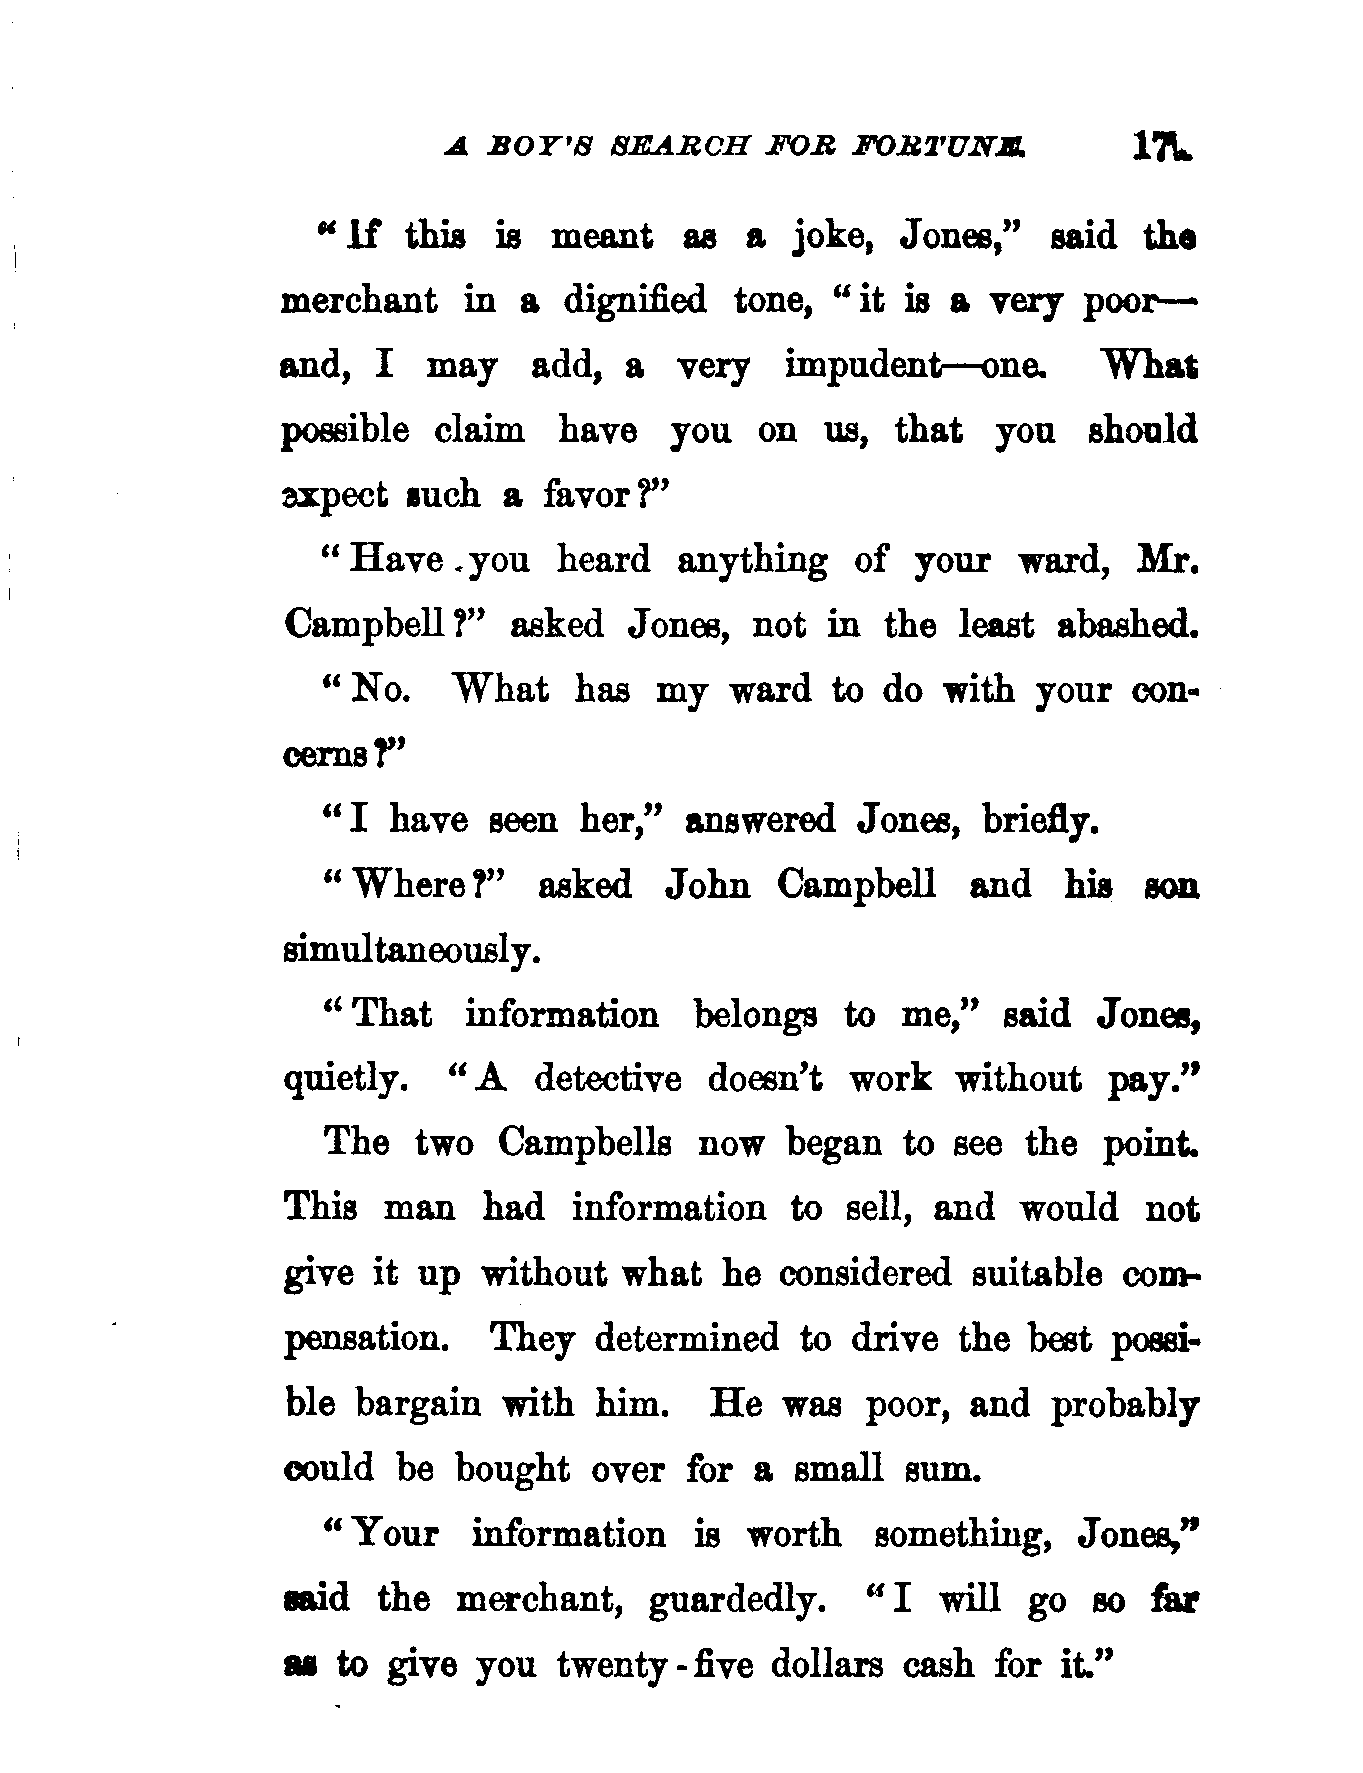 A BOY'S SEARCH FOR FORTUNE. 171
"If this is meant as a joke, Jones," said the
merchant in a dignified tone, "it is a very poor—
and, I may add, a very impudent—one. What
possible claim have you on us, that you should
expect such a favor?"
"Have you heard anything of your ward, Mr.
Campbell?" asked Jones, not in the least abashed.
"No. What has my ward to do with your con-
cerns?"
"I have seen her," answered Jones, briefly.
"Where?" asked John Campbell and his son
simultaneously.
"That information belongs to me," said Jones,
quietly. "A detective doesn't work without pay."
The two Campbells now began to see the point.
This man had information to sell, and would not
give it up without what he considered suitable com-
pensation. They determined to drive the best possi-
ble bargain with him. He was poor, and probably
could be bought over for a small sum.
"Your information is worth something, Jones,"
said the merchant, guardedly. "I will go so far
as to give you twenty-five dollars cash for it."